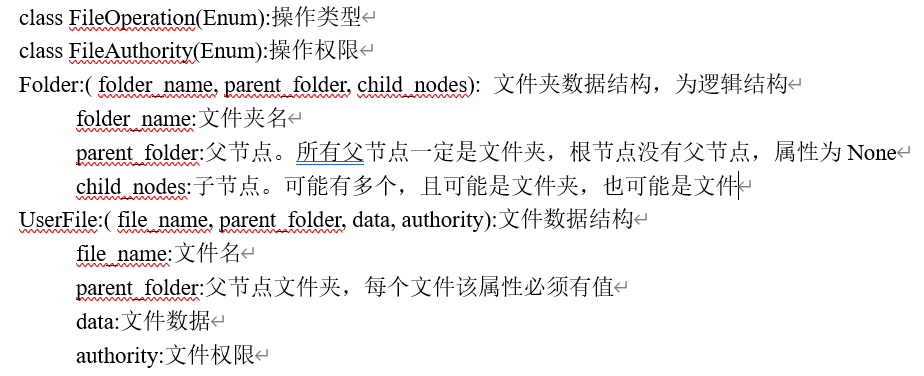 class FileOperation(Enum):操作类型↵
class FileAuthority(Enum):操作权限↵
Folder:( folder_name, parent_folder, child_nodes): 文件夹数据结构，为逻辑结构↵
folder_name:文件夹名↵
parent_folder:父节点。所有父节点一定是文件夹，根节点没有父节点，属性为 None↵
child_nodes:子节点。可能有多个，且可能是文件夹，也可能是文件↵
UserFile:( file_name, parent_folder, data, authority):文件数据结构↵
file_name:文件名↵
parent_folder:父节点文件夹，每个文件该属性必须有值↵
data:文件数据↵
authority:文件权限↵